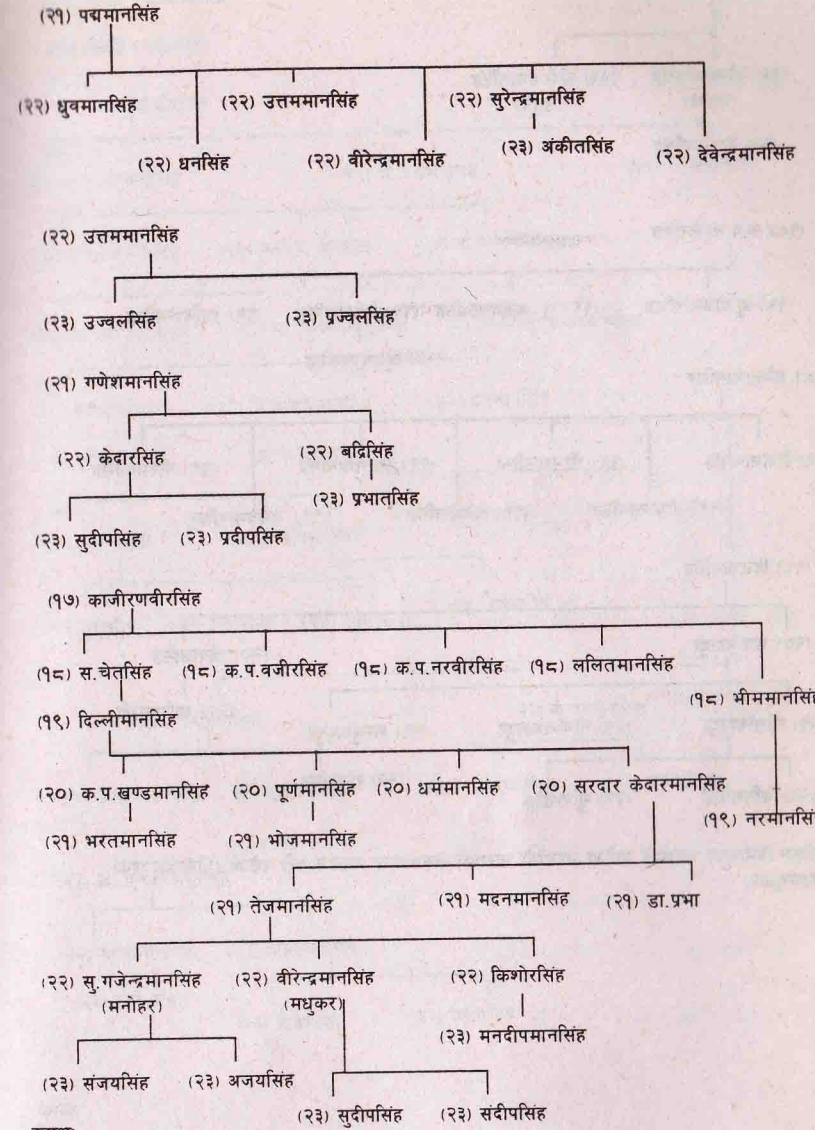 (२१) पद्ममानसिंह
(२२) धुवमानसिंह (२२) उत्तममानसिंह (२२) सुरेन्द्रमानसिंह
(२२) धनसिंह (२२) वीरेन्द्रमानसिंह (२३) अंकीतसिंह (२२) देवेन्द्रमानसिंह
(२२) उत्तममानसिंह
(२३) उज्वलसिंह (२३) प्रज्वलसिंह
(२१) गणेशमानसिंह
(२२) केदारसिंह (२२) बद्रिसिंह
(२३) प्रभातसिंह
(२३) सुदीपसिंह (२३) प्रदीपसिंह
(१७) काजीरणवीरसिंह
(१८) स.चेतसिंह (१८) क.प.वजीरसिंह (१८) क.प.नरवीरसिंह (१८) ललितमानसिंह
(१८) भीममानसिंह
(१९) दिल्लीमानसिंह
(२०) क.प.खण्डमानसिंह (२०) पूर्णमानसिंह (२०) धर्ममानसिंह (२०) सरदार केदारमानसिंह
(१९) नरमानसिंह
(२१) भरतमानसिंह (२१) भोजमानसिंह
(२१) तेजमानसिंह (२१) मदनमानसिंह (२१) डा.प्रभा
(२२) सु.गजेन्द्रमानसिंह (२२) वीरेन्द्रमानसिंह (२२) किशोरसिंह
(मनोहर) (मधुकर)
(२३) मनदीपमानसिंह
(२३) संजयसिंह (२३) अजयसिंह
(२३) सुदीपसिंह (२३) संदीपसिंह